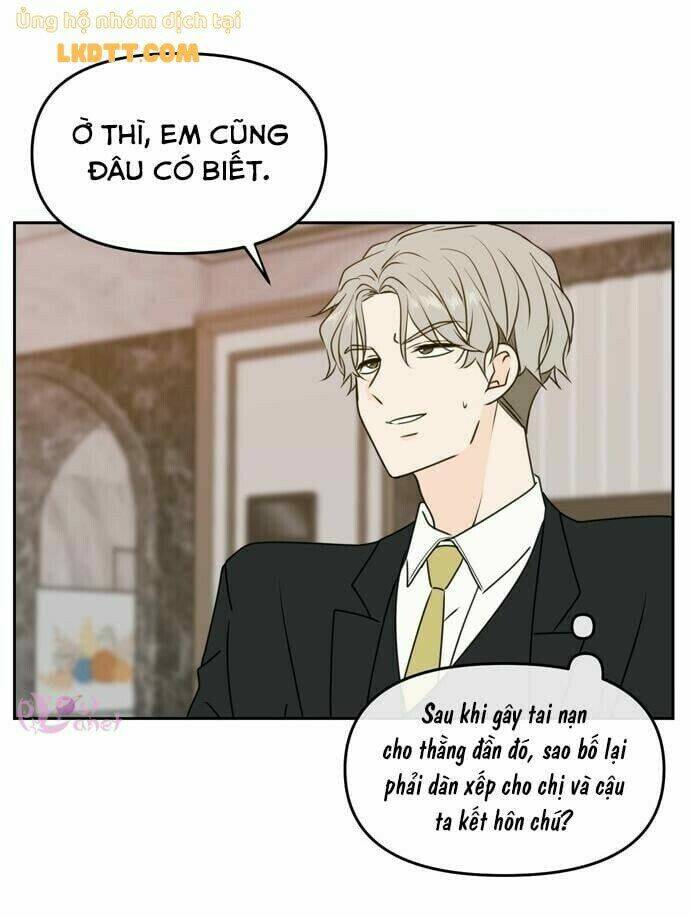 Ủng hộ nhóm dịch tại
LKDTT.COM
Ờ THÌ, EM CŨNG
ĐÂU CÓ BIẾT.
Sau khi gây tai nạn
cho thằng đần đó, sao bố lại
phải dàn xếp cho chị và cậu
ta kết hôn chứ?